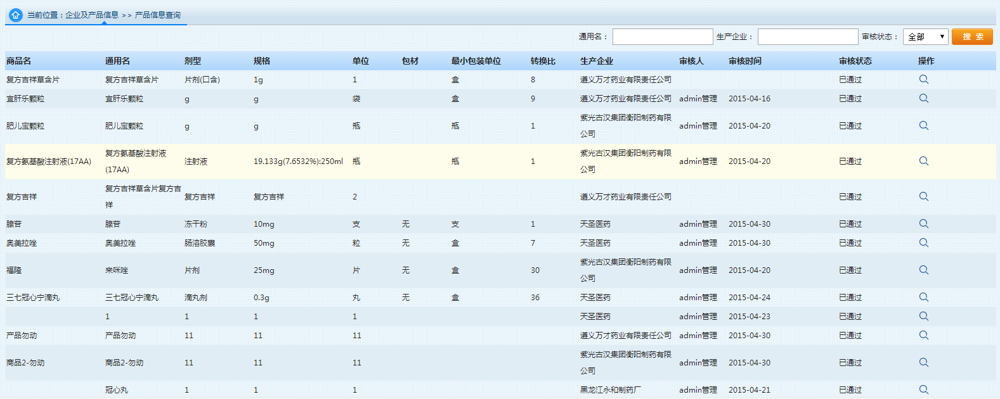 当前位置：企业及产品信息 >> 产品信息查询
通用名： 生产企业： 审核状态： 全部 搜 索
商品名 通用名 剂型 规格 单位 包材 最小包装单位 转换比 生产企业 审核人 审核时间 审核状态 操作
复方吉祥草含片 复方吉祥草含片 片剂(口含) 1g 1 盒 8 遵义万才药业有限责任公司 已通过
宣肝乐颗粒 宣肝乐颗粒 g g 袋 盒 9 遵义万才药业有限责任公司 admin管理 2015-04-16 已通过
肥儿宝颗粒 肥儿宝颗粒 g g 瓶 瓶 1 紫光古汉集团衡阳制药有限
公司 admin管理 2015-04-20 已通过
复方氨基酸注射液(17AA) 复方氨基酸注射液
(17AA) 注射液 19.133g(7.6532%):250ml 瓶 瓶 1 紫光古汉集团衡阳制药有限
公司 admin管理 2015-04-20 已通过
复方吉祥 复方吉祥草含片复方吉
祥 复方吉祥 复方吉祥 2 遵义万才药业有限责任公司 已通过
腺苷 腺苷 冻干粉 10mg 支 无 支 1 天圣医药 admin管理 2015-04-30 已通过
奥美拉唑 奥美拉唑 肠溶胶囊 50mg 粒 无 盒 7 天圣医药 admin管理 2015-04-30 已通过
福隆 来咪唑 片剂 25mg 片 无 盒 30 紫光古汉集团衡阳制药有限
公司 admin管理 2015-04-20 已通过
三七冠心宁滴丸 三七冠心宁滴丸 滴丸剂 0.3g 丸 无 盒 36 天圣医药 admin管理 2015-04-24 已通过
1 1 1 1 天圣医药 admin管理 2015-04-23 已通过
产品勿动 产品勿动 11 11 11 遵义万才药业有限责任公司 admin管理 2015-04-30 已通过
商品2-勿动 商品2-勿动 11 11 11 紫光古汉集团衡阳制药有限
公司 admin管理 2015-04-30 已通过
冠心丸 1 1 1 黑龙江永和制药厂 admin管理 2015-04-21 已通过